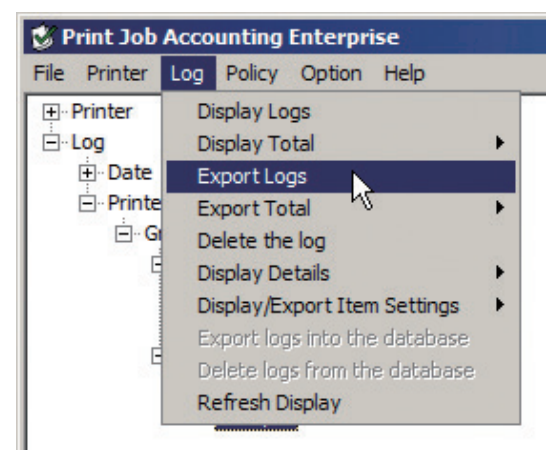 Print Job Accounting Enterprise
File Printer Log Policy Option Help
Printer
Log
Date
Display Logs
Display Total
Export Logs
Export Total
Delete the log
Display Details
Display/Export Item Settings
Export logs into the database
Delete logs from the database
Refresh Display